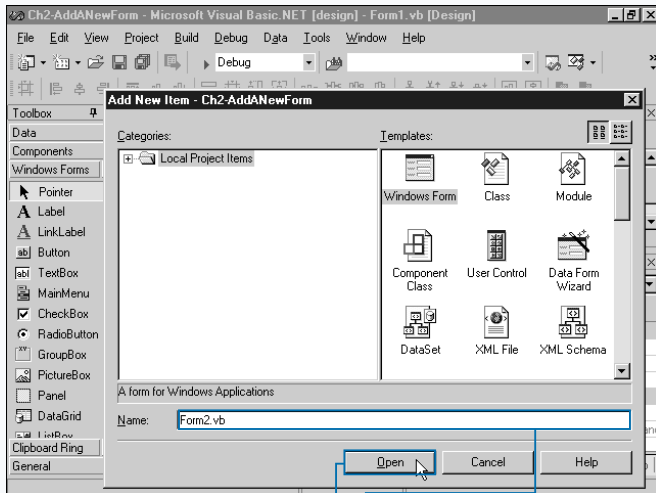 Ch2-AddANewForm - Microsoft Visual Basic.NET [design] - Form1.vb [Design]
File Edit View Project Build Debug Data Tools Window Help
Debug
Toolbox
Data
Components
Windows Forms
Pointer
A Label
A LinkLabel
ab Button
abl TextBox
MainMenu
CheckBox
RadioButton
XY GroupBox
PictureBox
Panel
DataGrid
ListBox
Clipboard Ring
General
Add New Item - Ch2-AddANewForm
Categories:
Local Project Items
Templates:
Windows Form
Class
Module
Component Class
User Control
Data Form Wizard
DataSet
XML File
XML Schema
A form for Windows Applications
Name: Form2.vb
Open Cancel Help